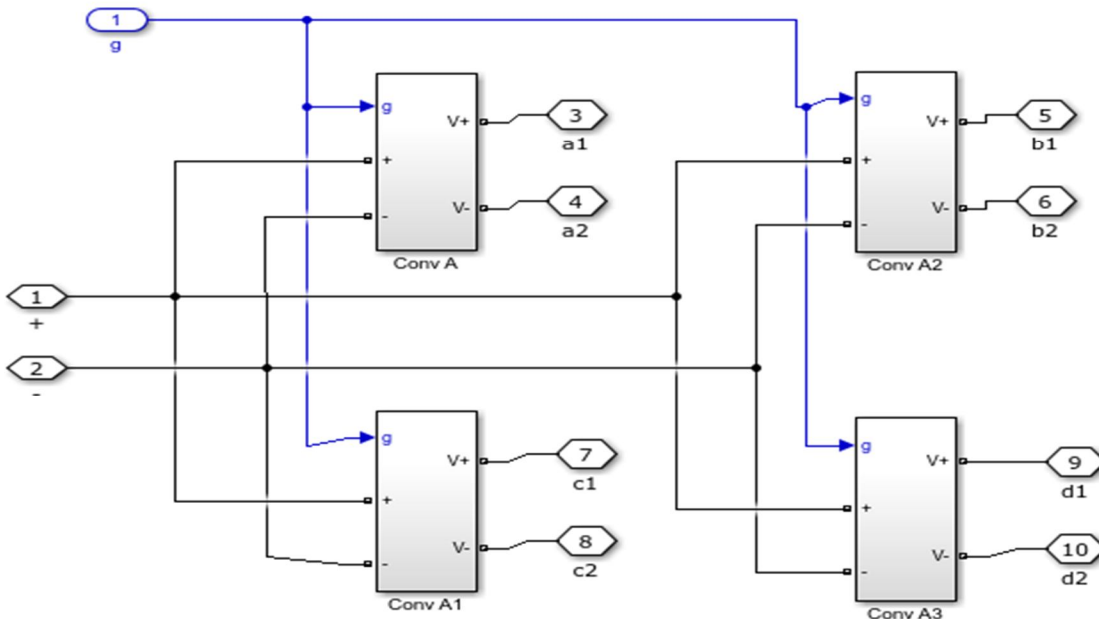 1
g
g
V+
+
V-
-
Conv A
3
a1
4
a2
g
V+
+
V-
-
Conv A2
5
b1
6
b2
1
+
2
-
g
V+
+
V-
-
Conv A1
7
c1
8
c2
g
V+
+
V-
-
Conv A3
9
d1
10
d2